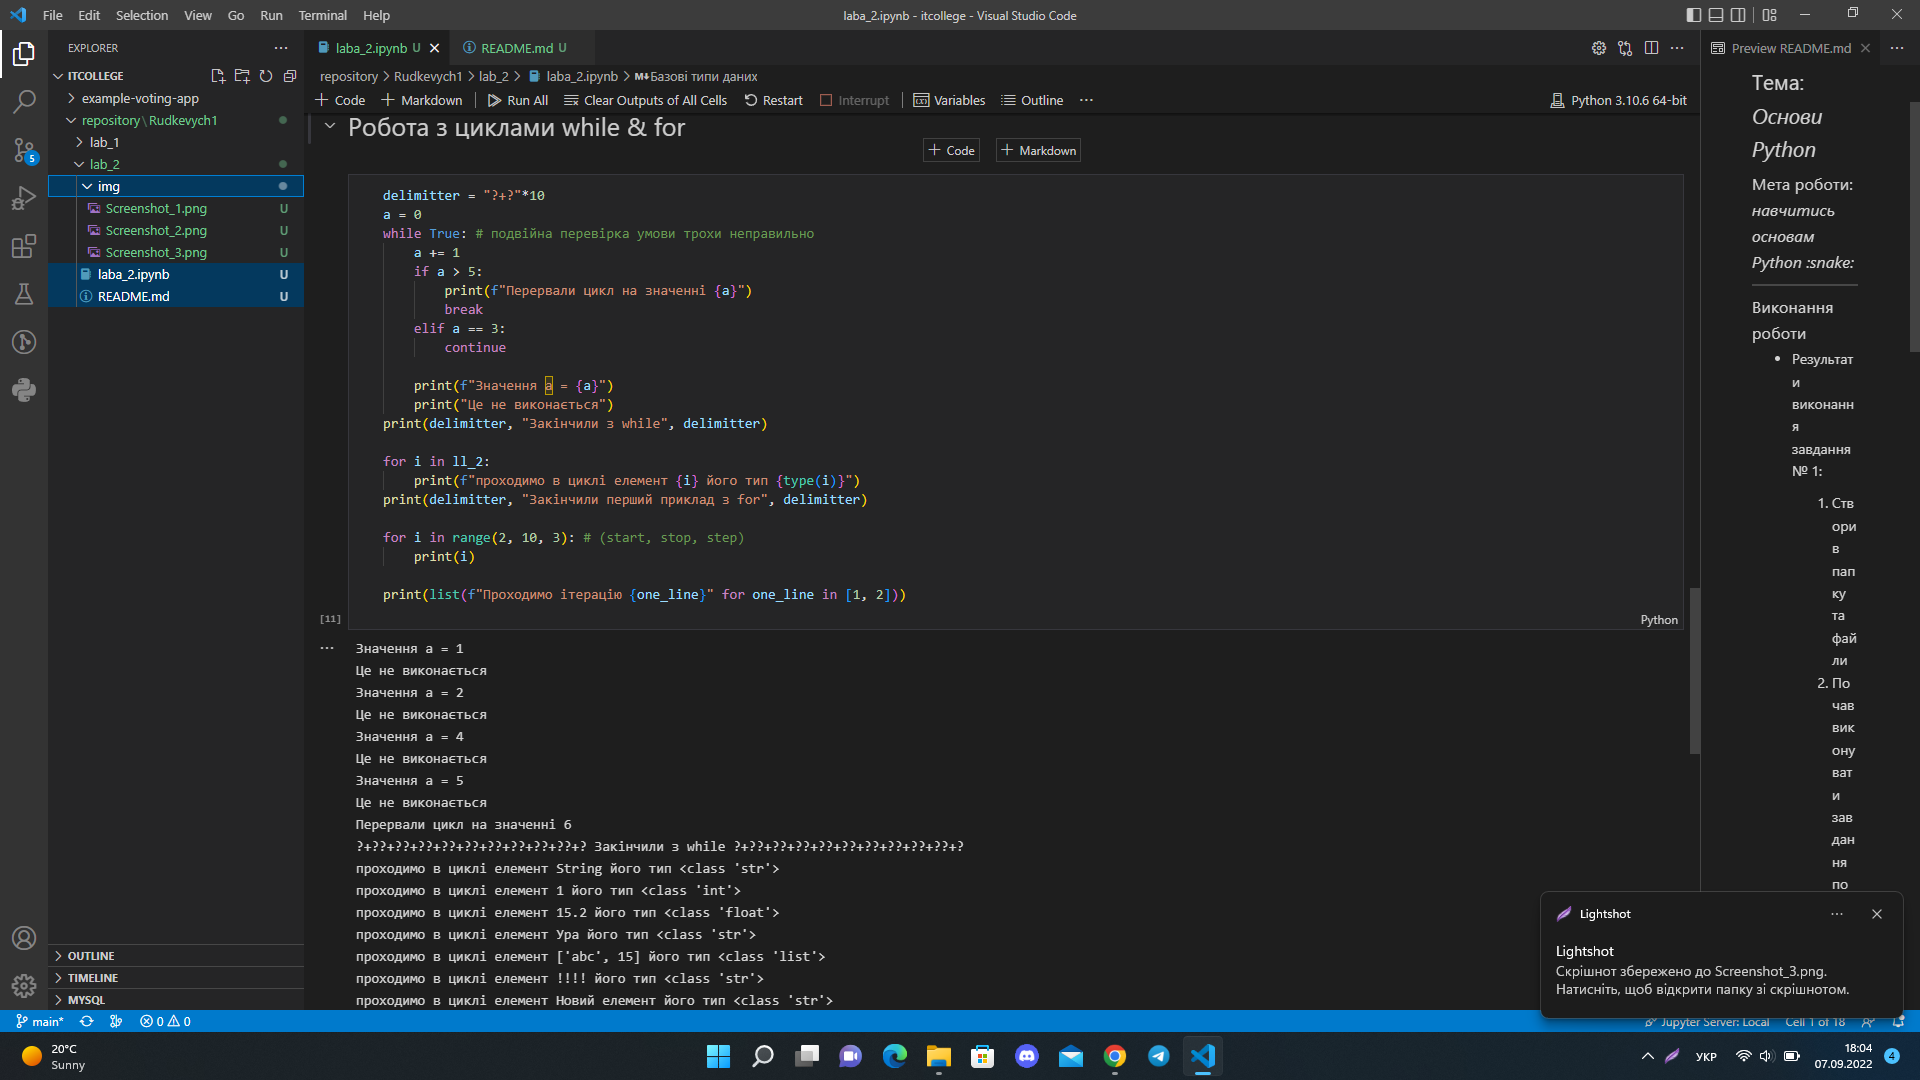 File Edit Selection View Go Run Terminal Help
laba_2.ipynb - itcollege - Visual Studio Code
EXPLORER
ITCOLLEGE
example-voting-app
repository\Rudkevych1
lab_1
lab_2
img
Screenshot_1.png U
Screenshot_2.png U
Screenshot_3.png U
laba_2.ipynb U
README.md U
OUTLINE
TIMELINE
MYSQL
5
laba_2.ipynb U
README.md U
repository > Rudkevych1 > lab_2 > laba_2.ipynb > Базові типи даних
+ Code + Markdown Run All Clear Outputs of All Cells Restart Interrupt Variables Outline ...
Python 3.10.6 64-bit
Робота з циклами while & for
+ Code + Markdown
delimitter = "?+?"*10
a = 0
while True: # подвійна перевірка умови трохи неправильно
a += 1
if a > 5:
print(f"Перервали цикл на значенні {a}")
break
elif a == 3:
continue
print(f"Значення а = {a}")
print("Це не виконається")
print(delimitter, "Закінчили з while", delimitter)
for i in ll_2:
print(f"проходимо в циклі елемент {i} його тип {type(i)}")
print(delimitter, "Закінчили перший приклад з for", delimitter)
for i in range(2, 10, 3): # (start, stop, step)
print(i)
print(list(f"Проходимо ітерацію {one_line}" for one_line in [1, 2]))
[11]
Python
Значення а = 1
Це не виконається
Значення а = 2
Це не виконається
Значення а = 4
Це не виконається
Значення а = 5
Це не виконається
Перервали цикл на значенні 6
?+??+??+??+??+??+??+??+??+??+? Закінчили з while ?+??+??+??+??+??+??+??+??+??+?
проходимо в циклі елемент String його тип <class 'str'>
проходимо в циклі елемент 1 його тип <class 'int'>
проходимо в циклі елемент 15.2 його тип <class 'float'>
проходимо в циклі елемент Ура його тип <class 'str'>
проходимо в циклі елемент ['abc', 15] його тип <class 'list'>
проходимо в циклі елемент !!!! його тип <class 'str'>
проходимо в циклі елемент Новий елемент його тип <class 'str'>
Preview README.md
Тема:
Основи
Python
Мета роботи:
навчитись
основам
Python :snake:
Виконання
роботи
• Результат
и
виконанн
я
завдання
№ 1:
1. Ств
ори
в
пап
ку
та
фай
ли
2. По
чав
вик
ону
ват
и
зав
дан
ня
по
Lightshot
Lightshot
Скрішнот збережено до Screenshot_3.png.
Натисніть, щоб відкрити папку зі скрішнотом.
main* 0 0
Jupyter Server: Local Cell 1 of 18
20°C
Sunny
УКР
18:04
07.09.2022
4